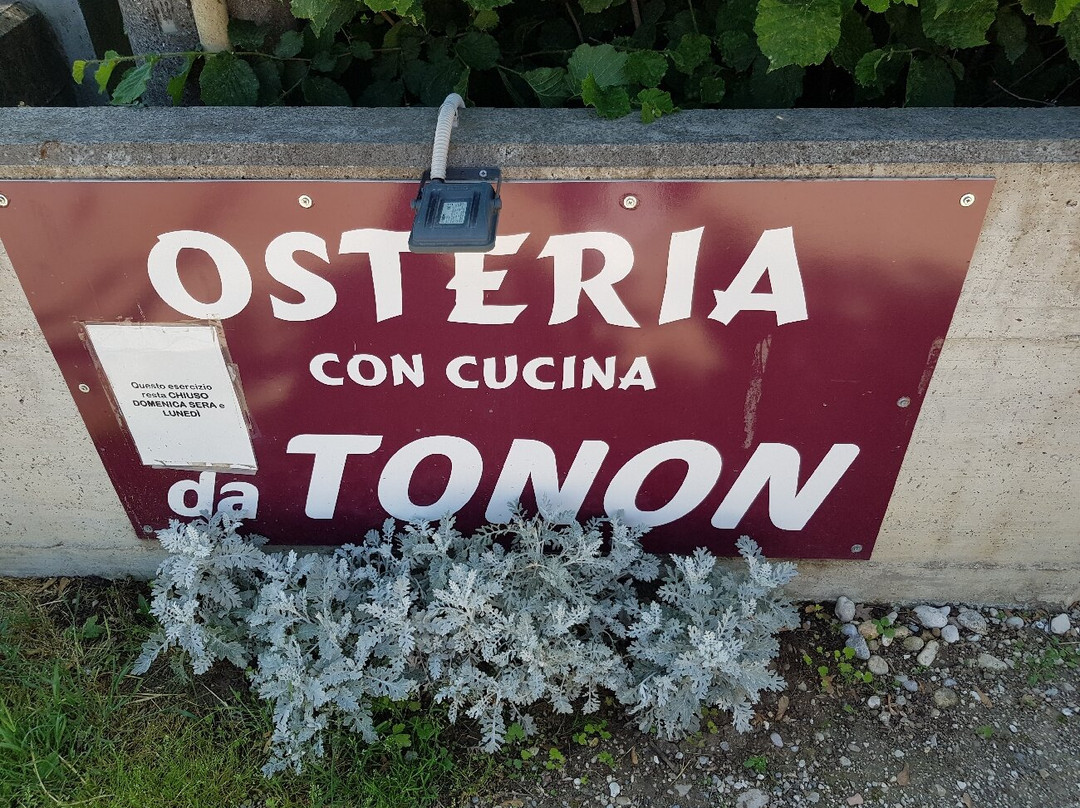 OSTERIA
CON CUCINA
Questo esercizio
resta CHIUSO
DOMENICA SERA e
LUNEDÌ
da TONON